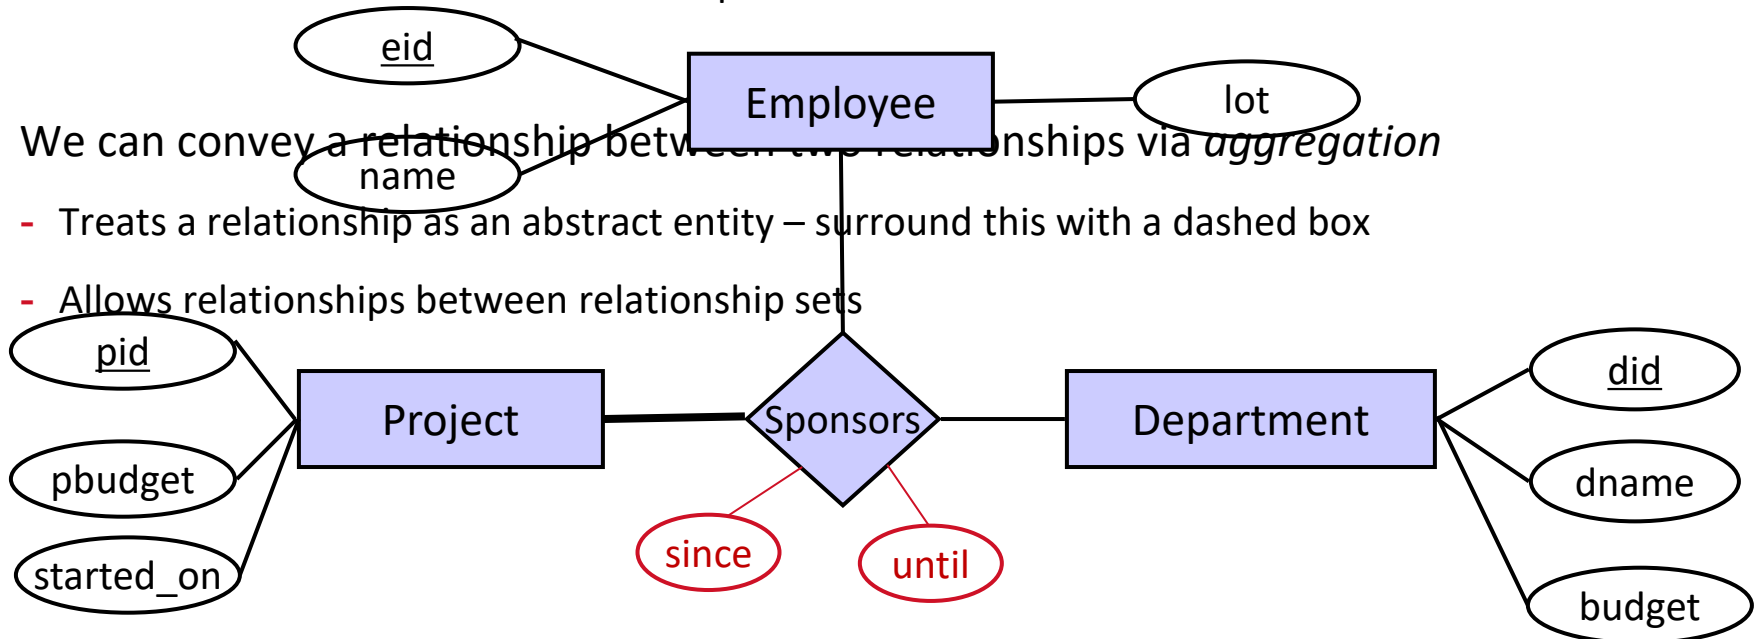 eid
Employee
lot
We can convey a relationship between two relationships via aggregation
name
- Treats a relationship as an abstract entity – surround this with a dashed box
- Allows relationships between relationship sets
pid
did
Project
Sponsors
Department
pbudget
dname
since
until
started_on
budget